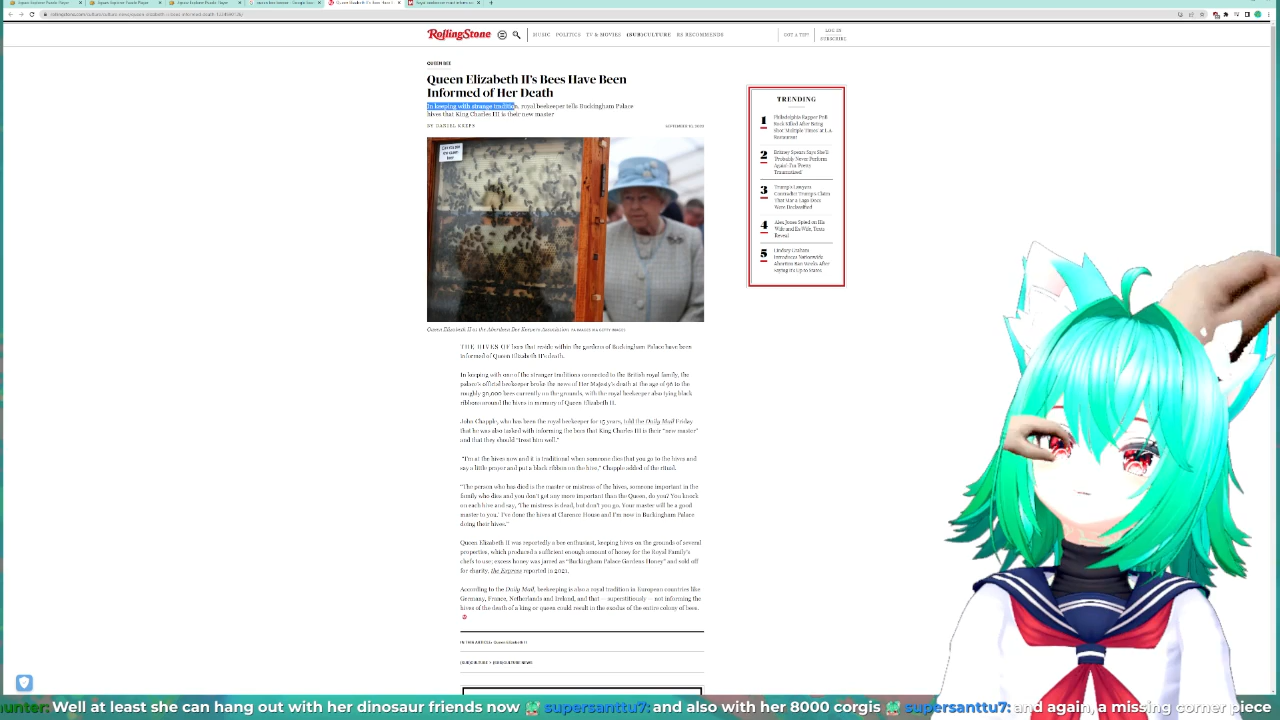 Queen Explorer Puzzle Player
RollingStone
MUSIC POLITICS TV & MOVIES (SUB)CULTURE RS RECOMMENDS
GOT A TIP?
LOG IN
SUBSCRIBE
QUEEN BEE
Queen Elizabeth II's Bees Have Been
Informed of Her Death
In keeping with strange tradition, royal beekeeper tells Buckingham Palace
hives that King Charles III is their new master
BY DANIEL KREPS
TRENDING
1
Philadelphia Rapper PnB
Rock Killed After Being
Shot Multiple Times at L.A.
Restaurant
2
Britney Spears Says She'll
'Probably Never Perform
Again': 'I'm Pretty
Traumatized'
3
Trump's Lawyers
Contradict Trump's Claim
That Mar-a-Lago Docs
Were Declassified
4
Alex Jones Spied on His
Wife and Ex-Wife, Texts
Reveal
5
Lindsey Graham
Introduces Nationwide
Abortion Ban Weeks After
Saying It's Up to States
Queen Elizabeth II at the Aberdeen Bee Keepers Association PA IMAGES VIA GETTY IMAGES
THE HIVES OF bees that reside within the gardens of Buckingham Palace have been
informed of Queen Elizabeth II's death.
In keeping with one of the stranger traditions connected to the British royal family, the
palace's official beekeeper broke the news of Her Majesty's death at the age of 96 to the
roughly 30,000 bees currently on the grounds, with the royal beekeeper also tying black
ribbons around the hives in memory of Queen Elizabeth II.
John Chapple, who has been the royal beekeeper for 15 years, told the Daily Mail Friday
that he was also tasked with informing the bees that King Charles III is their "new master"
and that they should "treat him well."
"I'm at the hives now and it is traditional when someone dies that you go to the hives and
say a little prayer and put a black ribbon on the hive," Chapple added of the ritual.
"The person who has died is the master or mistress of the hives, someone important in the
family who dies and you don't get any more important than the Queen, do you? You knock
on each hive and say, 'The mistress is dead, but don't you go. Your master will be a good
master to you.' I've done the hives at Clarence House and I'm now in Buckingham Palace
doing their hives."
Queen Elizabeth II was reportedly a bee enthusiast, keeping hives on the grounds of several
properties, which produced a sufficient enough amount of honey for the Royal Family's
chefs to use; excess honey was jarred as "Buckingham Palace Gardens Honey" and sold off
for charity, the Express reported in 2021.
According to the Daily Mail, beekeeping is also a royal tradition in European countries like
Germany, France, Netherlands and Ireland, and that — superstitiously — not informing the
hives of the death of a king or queen could result in the exodus of the entire colony of bees.
IN THIS ARTICLE: Queen Elizabeth II
(SUB)CULTURE > (SUB)CULTURE NEWS
unter: Well at least she can hang out with her dinosaur friends now supersanttu7: and also with her 8000 corgis supersanttu7: and again, a missing corner piece